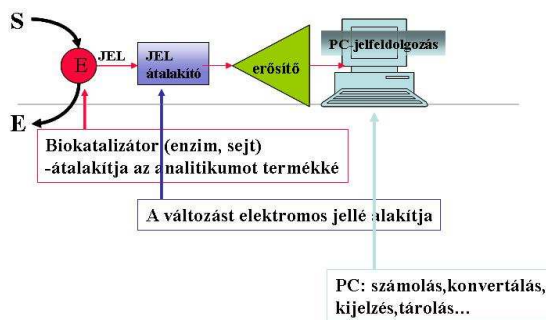 S
E
JEL
JEL
átalakító
erősítő
PC-jelfeldolgozás
E
Biokatalizátor (enzim, sejt)
-átalakítja az analitikumot termékké
A változást elektromos jellé alakítja
PC: számolás,konvertálás,
kijelzés,tárolás...